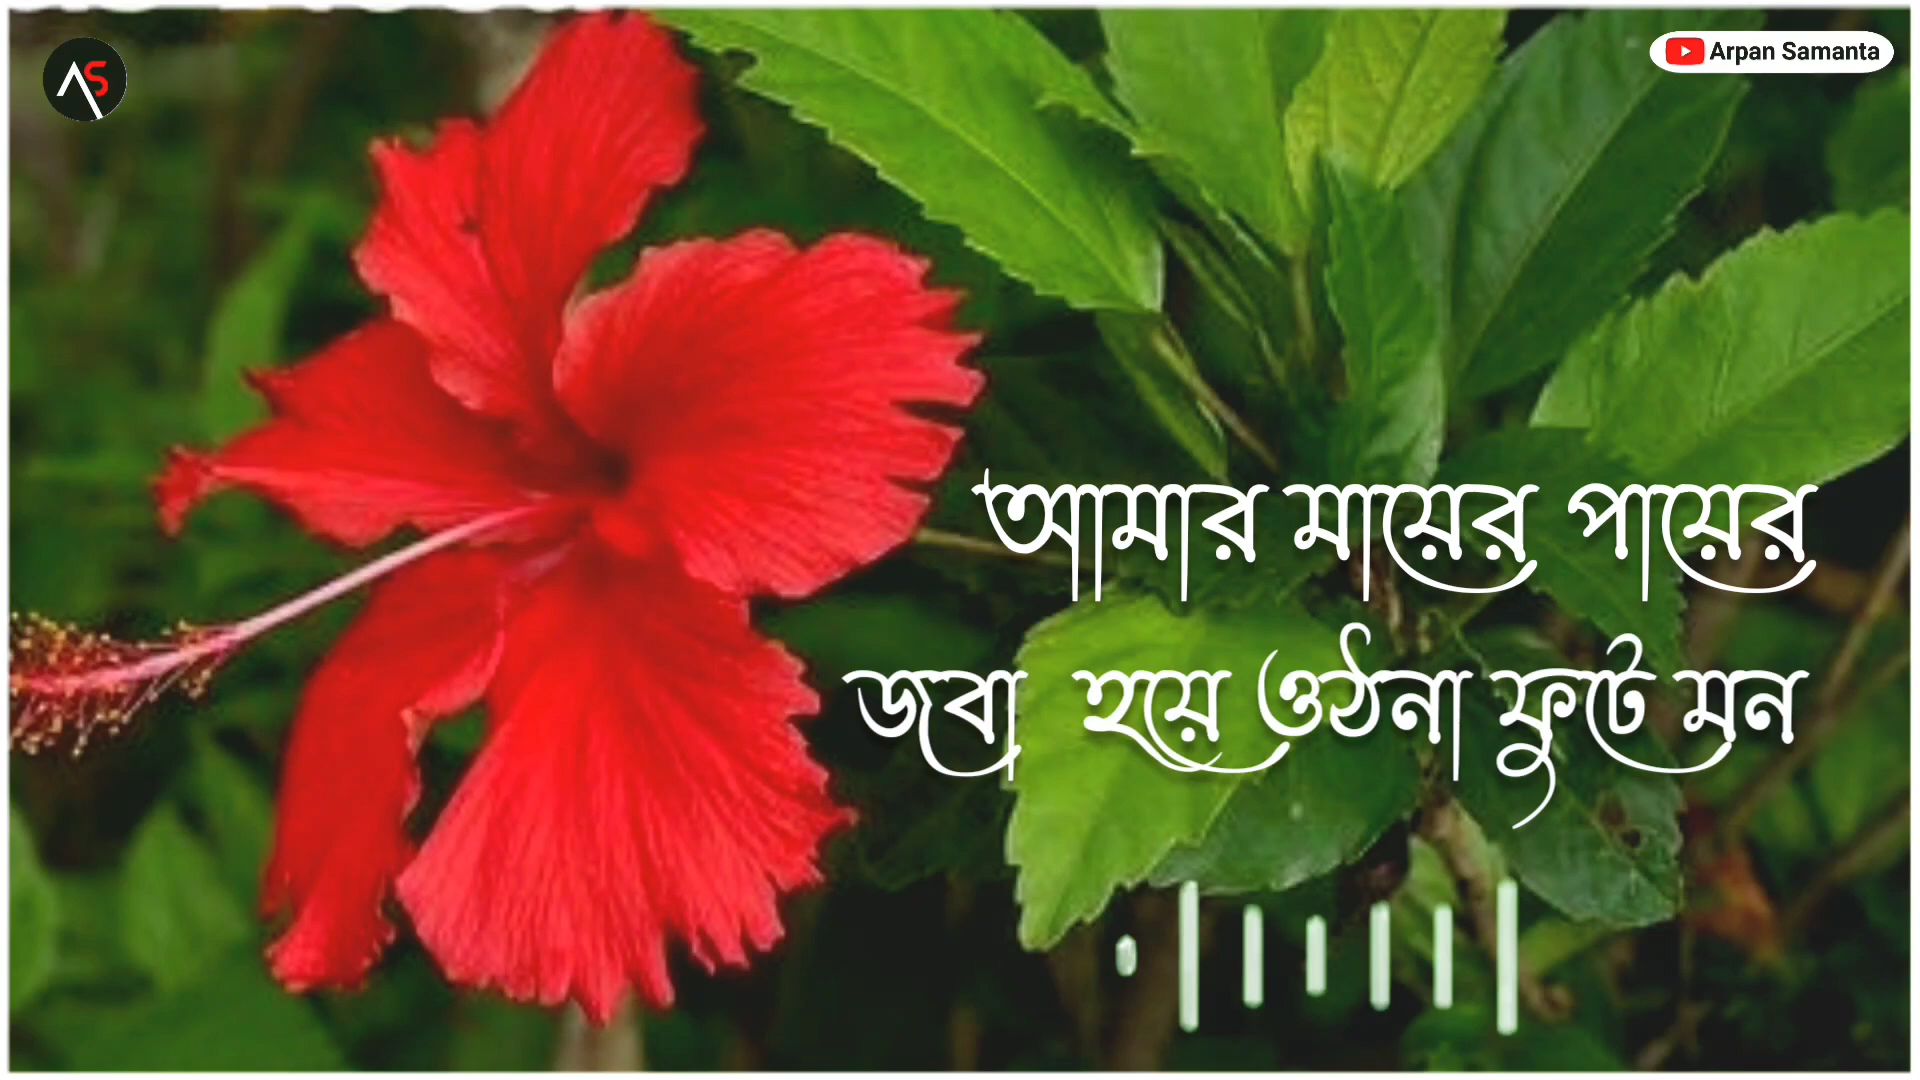 AS
Arpan Samanta
আমার মায়ের পায়ের
জবা হয়ে ওঠনা ফুটে মন